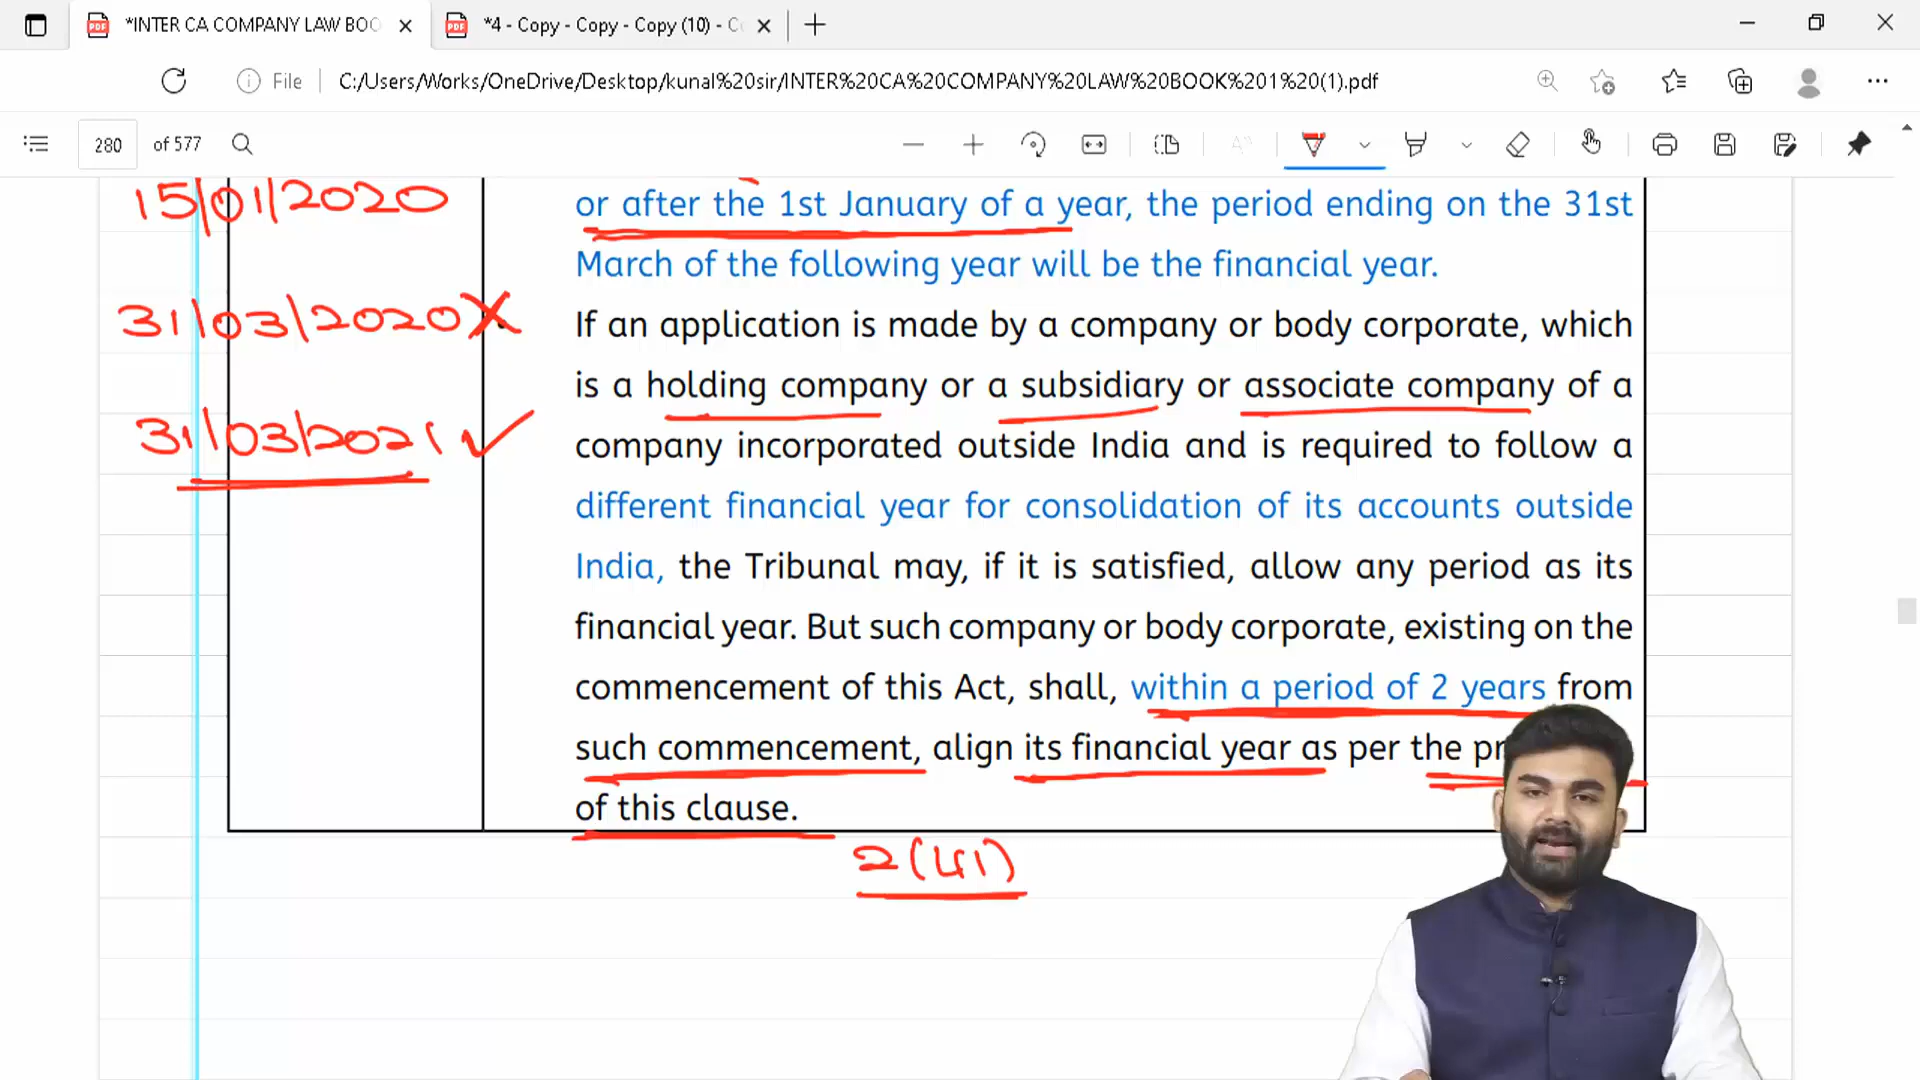 *INTER CA COMPANY LAW BOO
*4 - Copy - Copy - Copy (10) - C
File
C:/Users/Works/OneDrive/Desktop/kunal%20sir/INTER%20CA%20COMPANY%20LAW%20BOOK%201%20(1).pdf
280 of 577
15/01/2020
or after the 1st January of a year, the period ending on the 31st
March of the following year will be the financial year.
31/03/2020 X
If an application is made by a company or body corporate, which
is a holding company or a subsidiary or associate company of a
31/03/2021 ✓
company incorporated outside India and is required to follow a
different financial year for consolidation of its accounts outside
India, the Tribunal may, if it is satisfied, allow any period as its
financial year. But such company or body corporate, existing on the
commencement of this Act, shall, within a period of 2 years from
such commencement, align its financial year as per the pr
of this clause.
2(41)